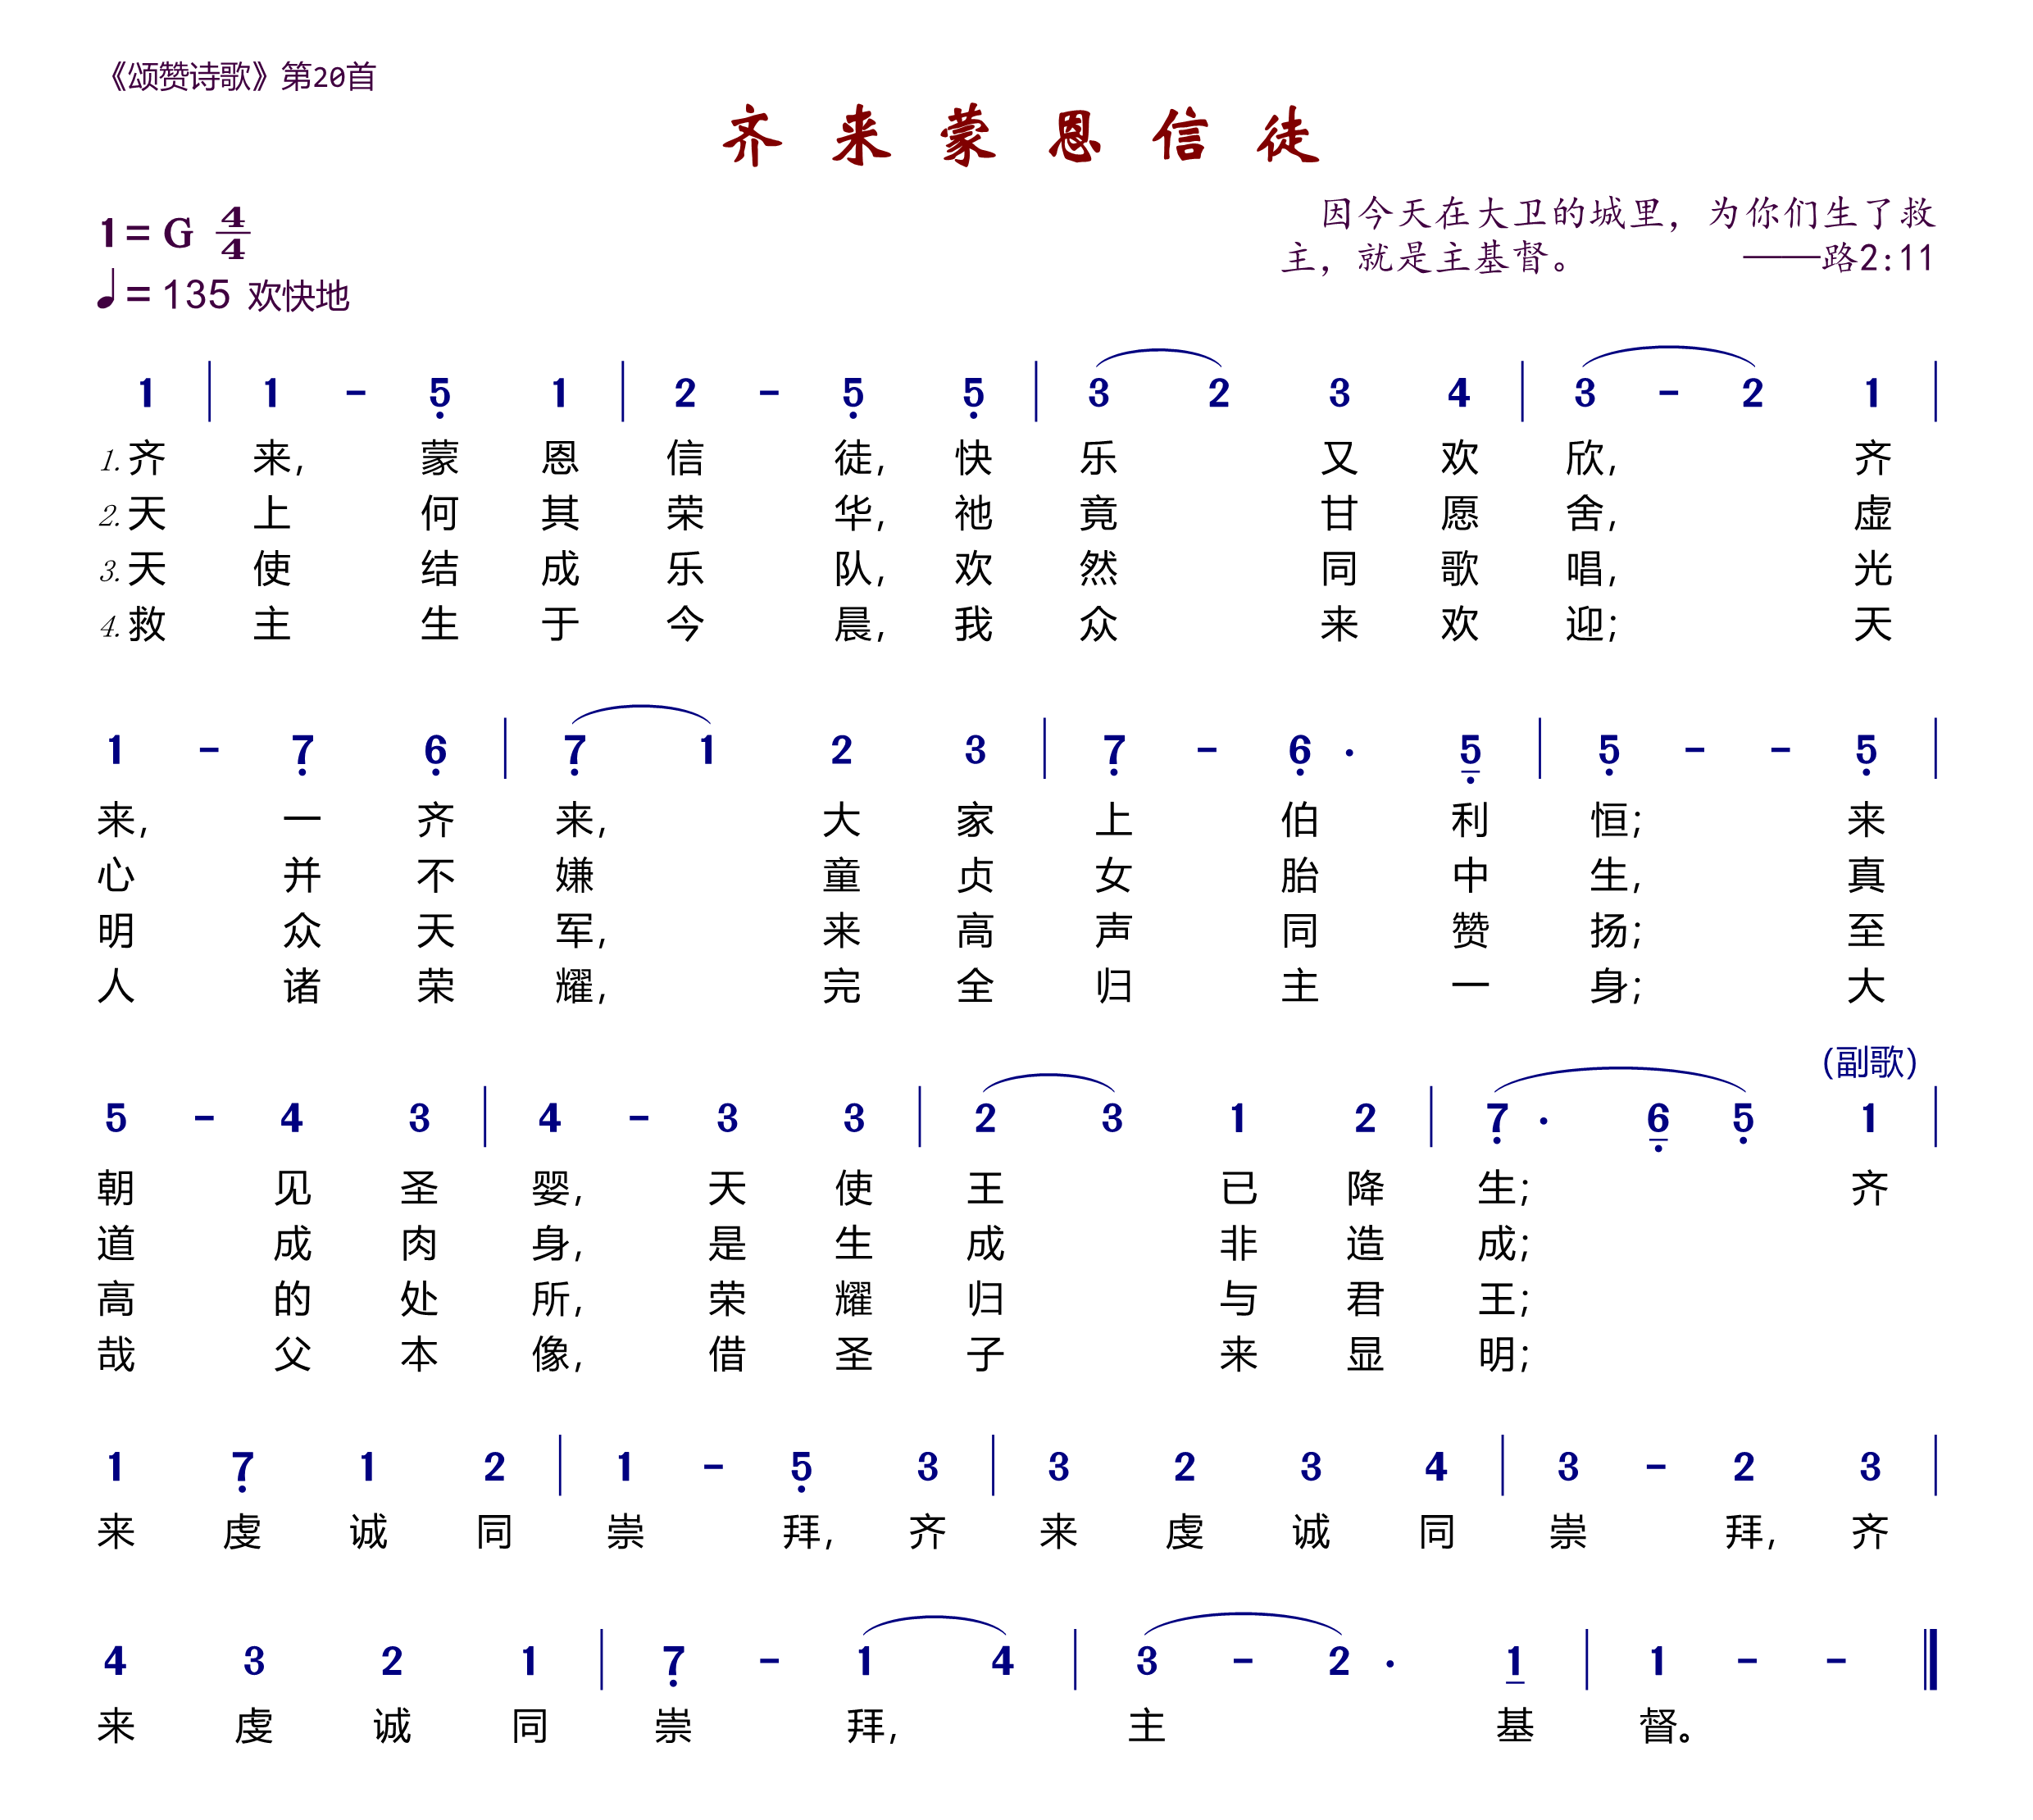 《颂赞诗歌》第20首
齐来蒙恩信徒
1=G 4/4
因今天在大卫的城里，为你们生了救
主，就是主基督。 ——路2:11
♩=135 欢快地
1 | 1 - 5̣ 1 | 2 - 5̣ 5̣ | 3 2 3 4 | 3 - 2 1 |
1.齐 来, 蒙 恩 信 徒, 快 乐 又 欢 欣, 齐
2.天 上 何 其 荣 华, 祂 竟 甘 愿 舍, 虚
3.天 使 结 成 乐 队, 欢 然 同 歌 唱, 光
4.救 主 生 于 今 晨, 我 众 来 欢 迎; 天
1 - 7̣ 6̣ | 7̣ 1 2 3 | 7̣ - 6̣ · 5̣ | 5̣ - - 5̣ |
来, 一 齐 来, 大 家 上 伯 利 恒; 来
心 并 不 嫌 童 贞 女 胎 中 生, 真
明 众 天 军, 来 高 声 同 赞 扬; 至
人 诸 荣 耀, 完 全 归 主 一 身; 大
(副歌)
5 - 4 3 | 4 - 3 3 | 2 3 1 2 | 7̣ · 6̣ 5̣ 1 |
朝 见 圣 婴, 天 使 王 已 降 生; 齐
道 成 肉 身, 是 生 成 非 造 成;
高 的 处 所, 荣 耀 归 与 君 王;
哉 父 本 像, 借 圣 子 来 显 明;
1 7̣ 1 2 | 1 - 5̣ 3 | 3 2 3 4 | 3 - 2 3 |
来 虔 诚 同 崇 拜, 齐 来 虔 诚 同 崇 拜, 齐
4 3 2 1 | 7̣ - 1 4 | 3 - 2 · 1 | 1 - - ‖
来 虔 诚 同 崇 拜, 主 基 督。